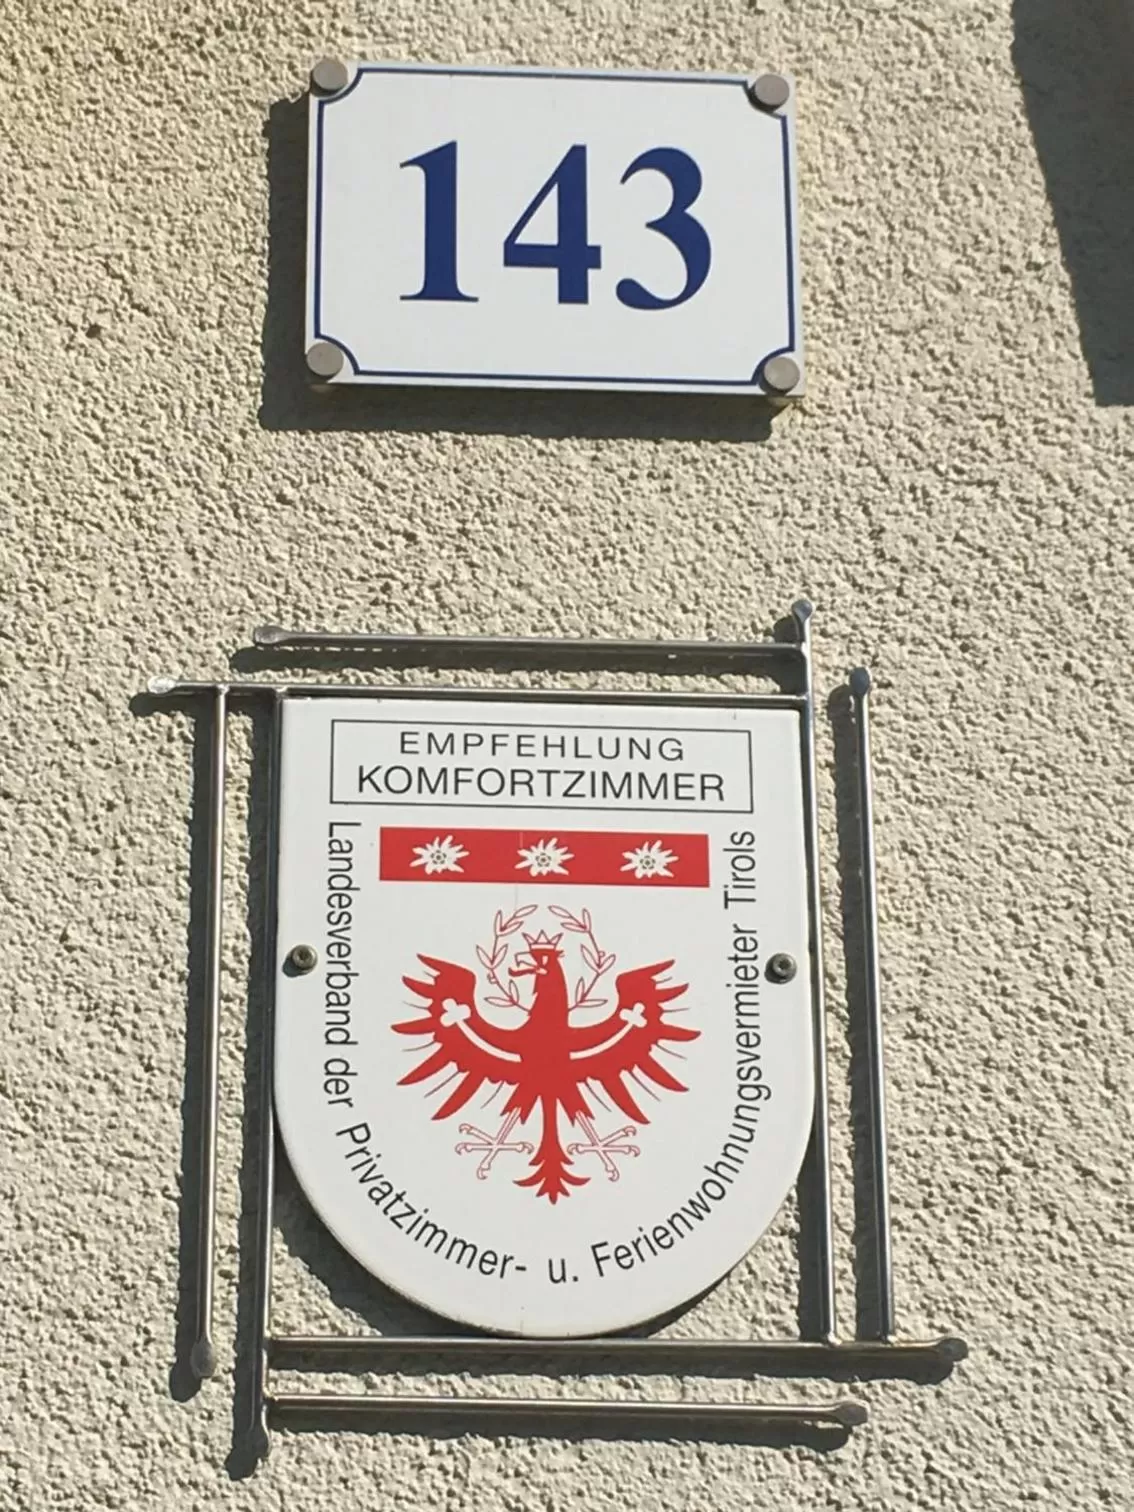 143
EMPFEHLUNG
KOMFORTZIMMER
Landesverband der Privatzimmer- u. Ferienwohnungsvermieter Tirols